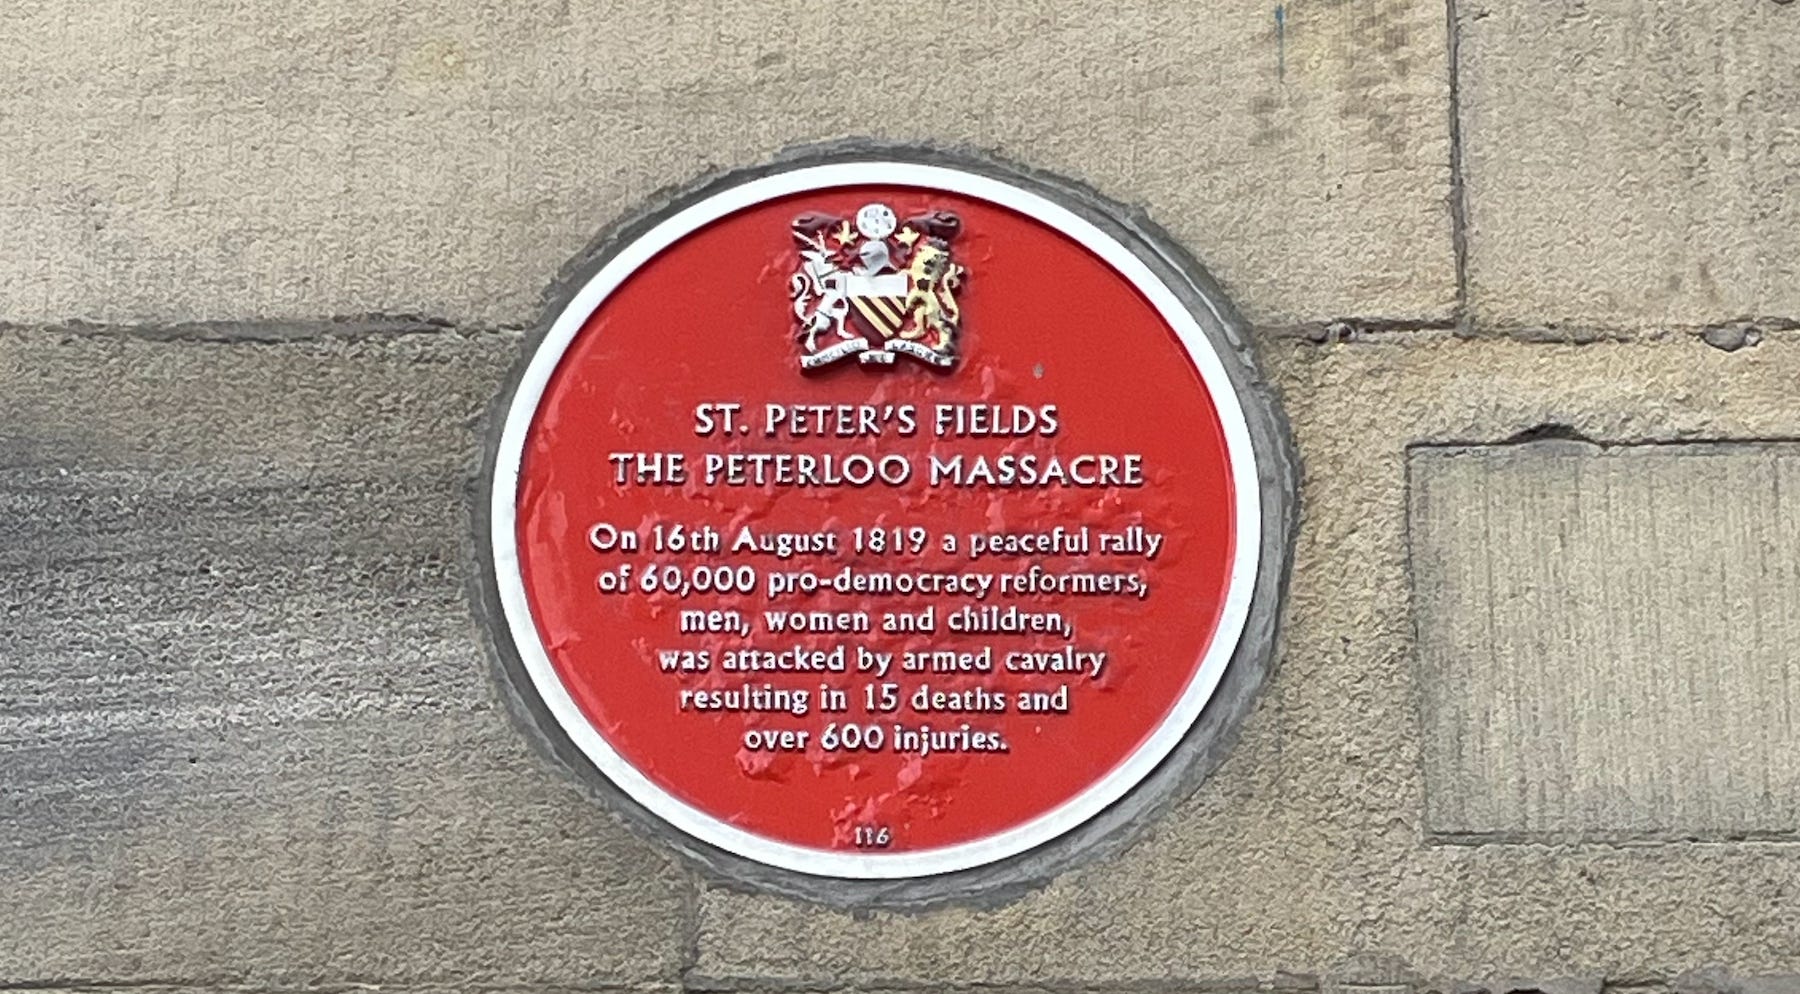 ST. PETER'S FIELDS
THE PETERLOO MASSACRE
On 16th August 1819 a peaceful rally
of 60,000 pro-democracy reformers,
men, women and children,
was attacked by armed cavalry
resulting in 15 deaths and
over 600 injuries.
116